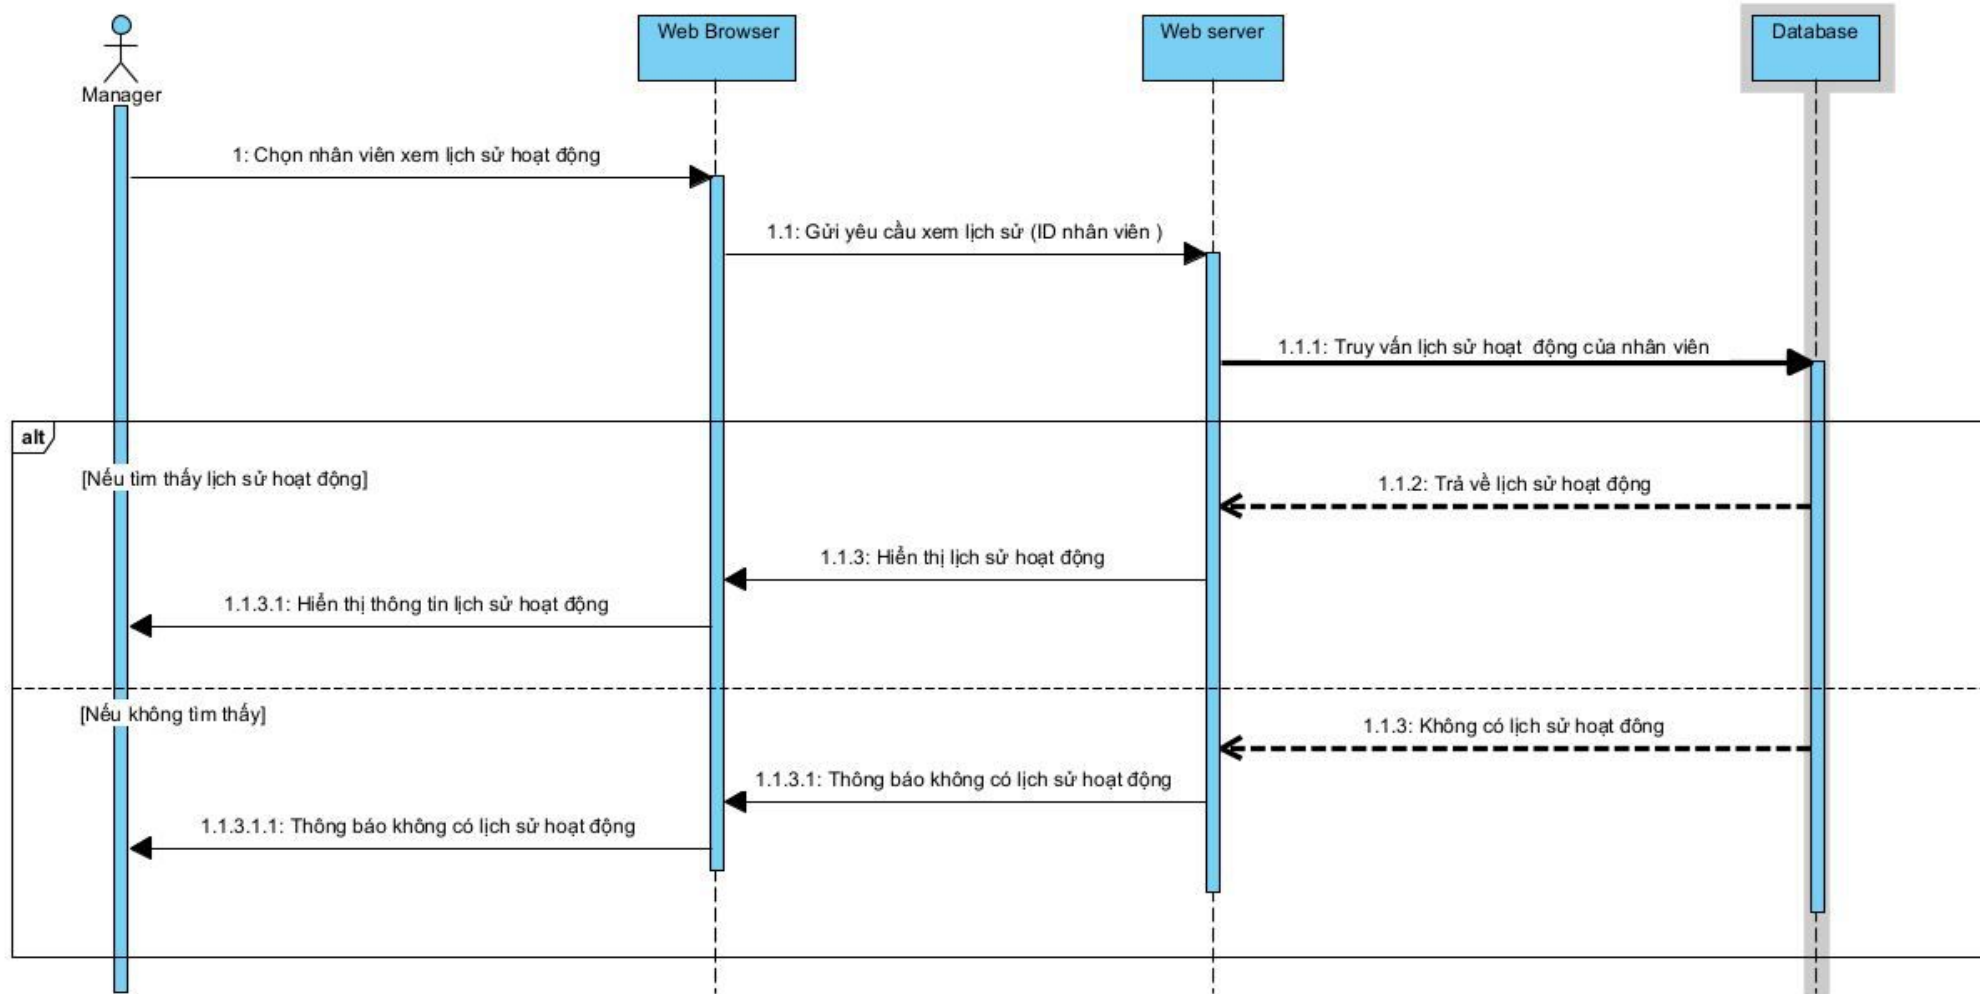 Web Browser
Web server
Database
Manager
1: Chọn nhân viên xem lịch sử hoạt động
1.1: Gửi yêu cầu xem lịch sử (ID nhân viên )
1.1.1: Truy vấn lịch sử hoạt  động của nhân viên
alt
[Nếu tìm thấy lịch sử hoạt động]
1.1.2: Trả về lịch sử hoạt động
1.1.3: Hiển thị lịch sử hoạt động
1.1.3.1: Hiển thị thông tin lịch sử hoạt động
[Nếu không tìm thấy]
1.1.3: Không có lịch sử hoạt đông
1.1.3.1: Thông báo không có lịch sử hoạt động
1.1.3.1.1: Thông báo không có lịch sử hoạt động